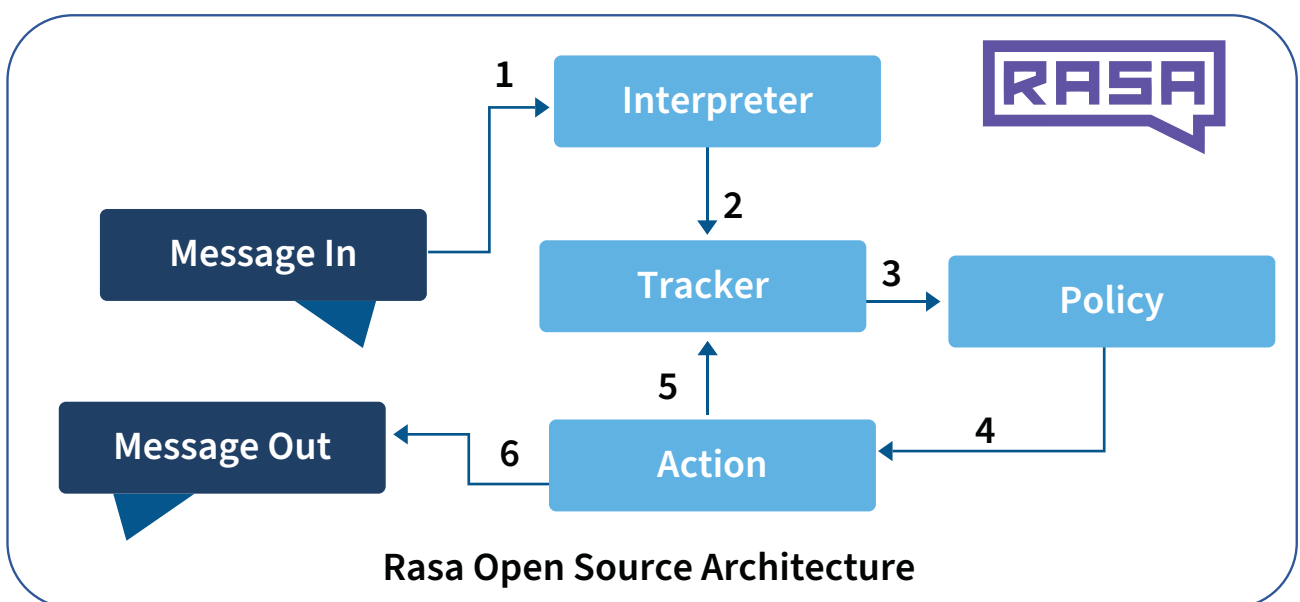 1
Interpreter
RASA
2
Message In
Tracker
3
Policy
5
4
Message Out
6
Action
Rasa Open Source Architecture